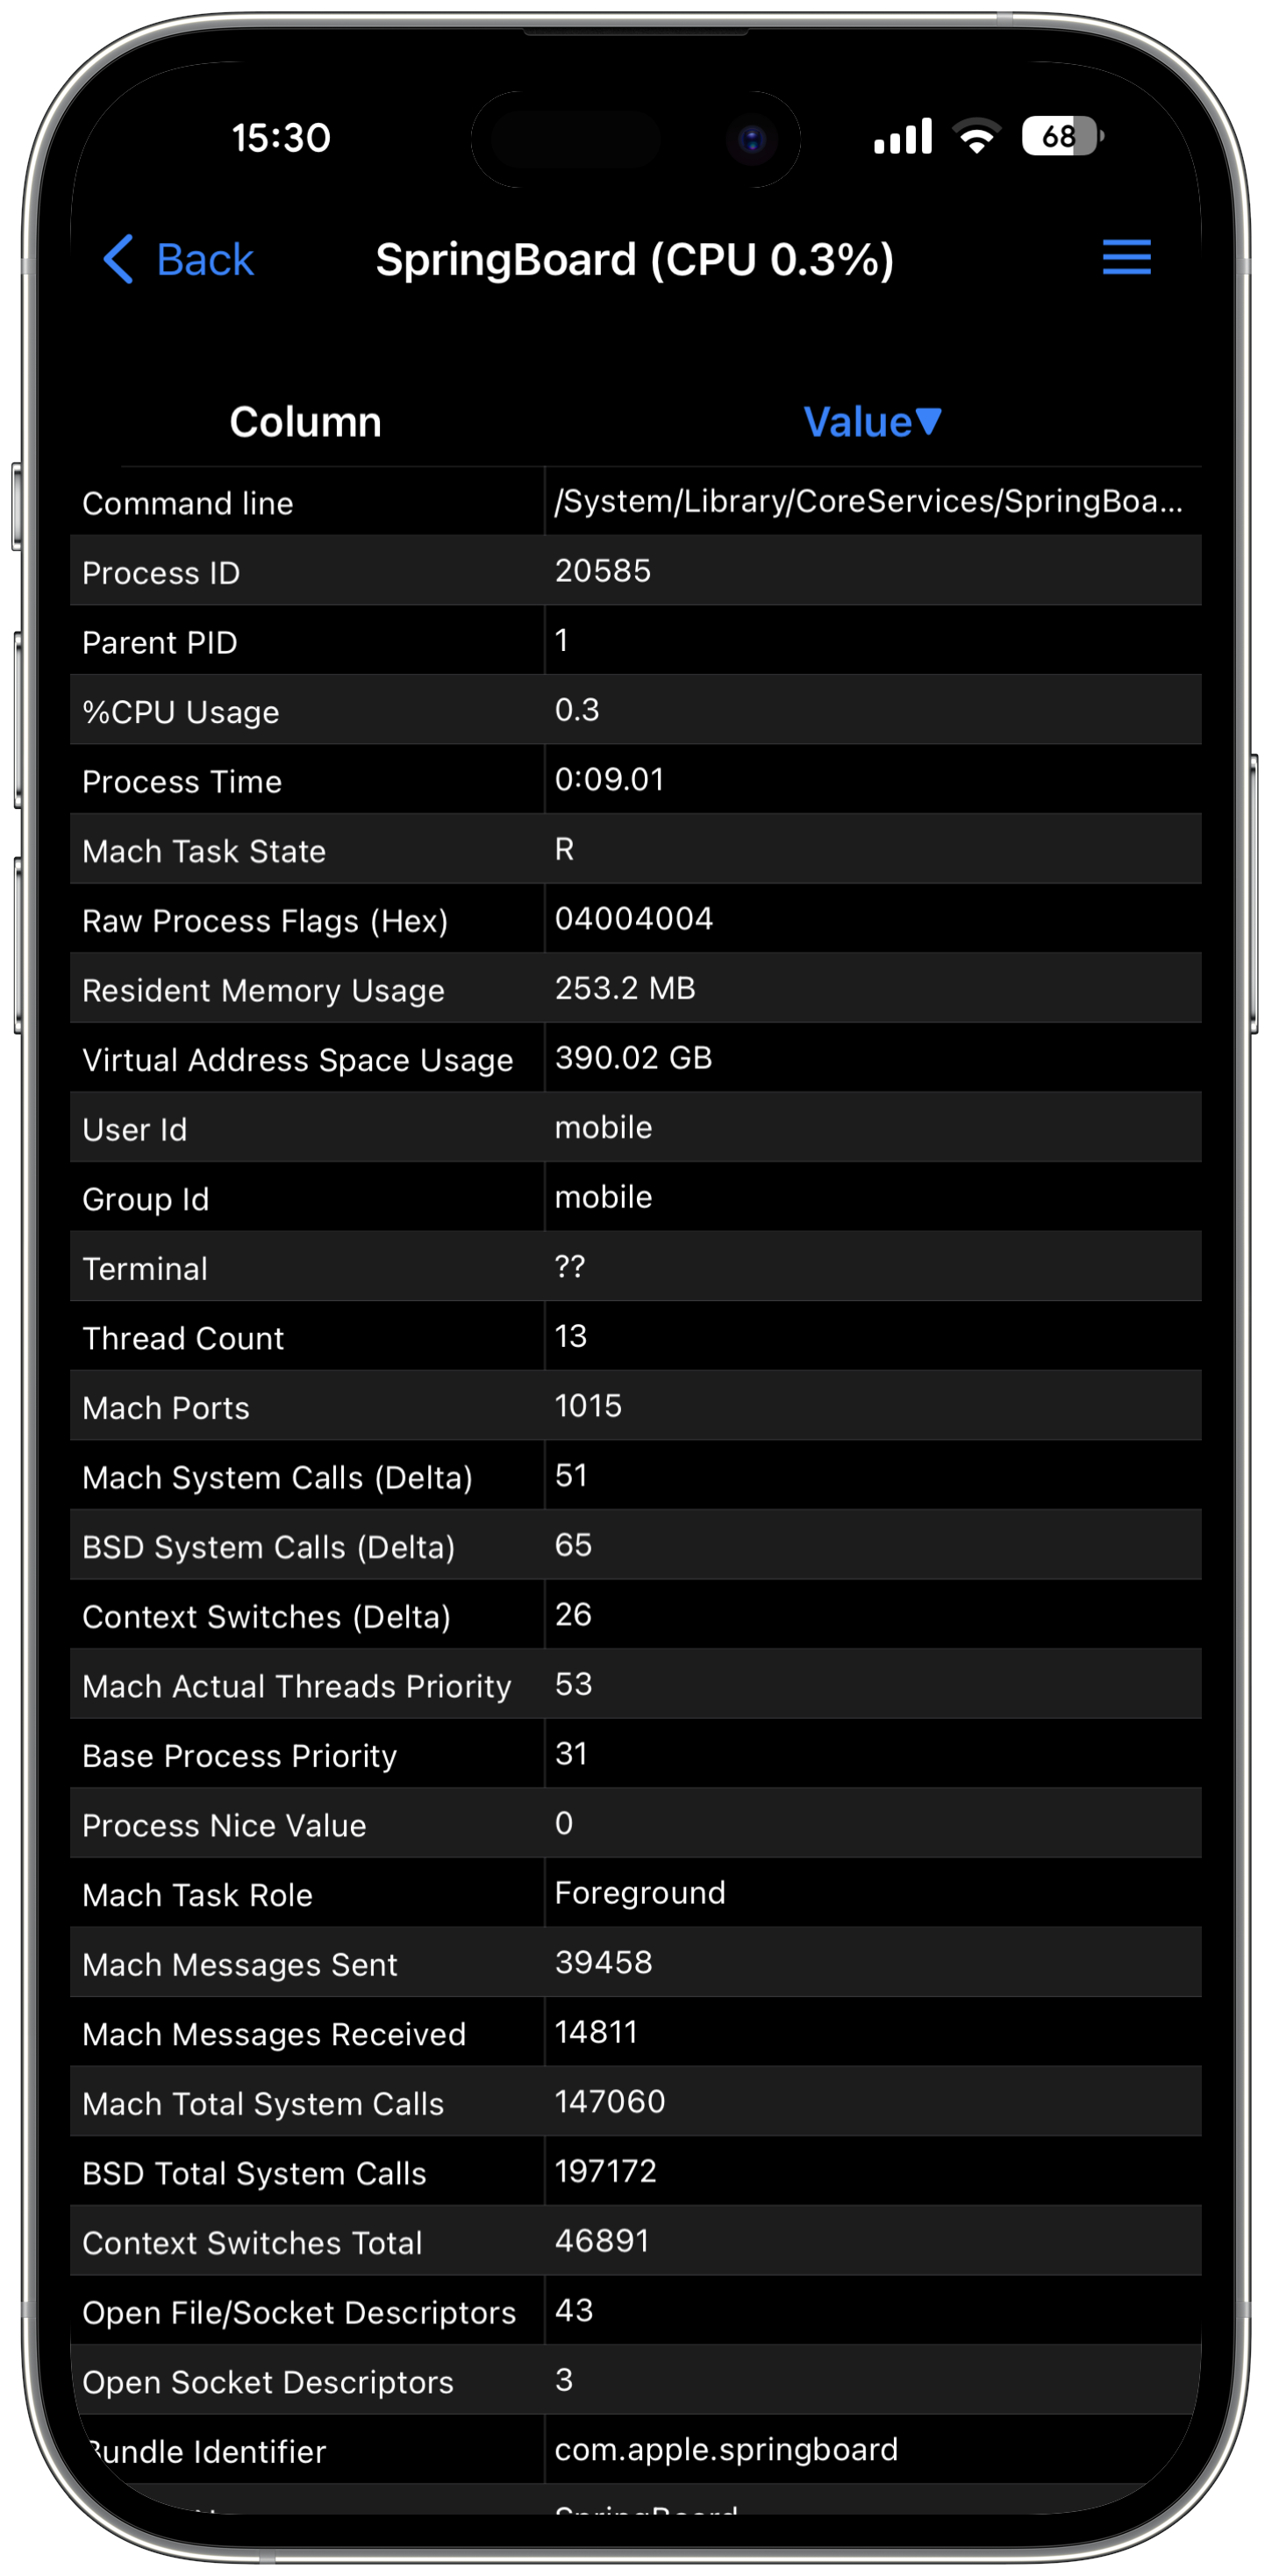 15:30
68
Back
SpringBoard (CPU 0.3%)
Column Value▼
Command line /System/Library/CoreServices/SpringBoa...
Process ID 20585
Parent PID 1
%CPU Usage 0.3
Process Time 0:09.01
Mach Task State R
Raw Process Flags (Hex) 04004004
Resident Memory Usage 253.2 MB
Virtual Address Space Usage 390.02 GB
User Id mobile
Group Id mobile
Terminal ??
Thread Count 13
Mach Ports 1015
Mach System Calls (Delta) 51
BSD System Calls (Delta) 65
Context Switches (Delta) 26
Mach Actual Threads Priority 53
Base Process Priority 31
Process Nice Value 0
Mach Task Role Foreground
Mach Messages Sent 39458
Mach Messages Received 14811
Mach Total System Calls 147060
BSD Total System Calls 197172
Context Switches Total 46891
Open File/Socket Descriptors 43
Open Socket Descriptors 3
Bundle Identifier com.apple.springboard
SpringBoard